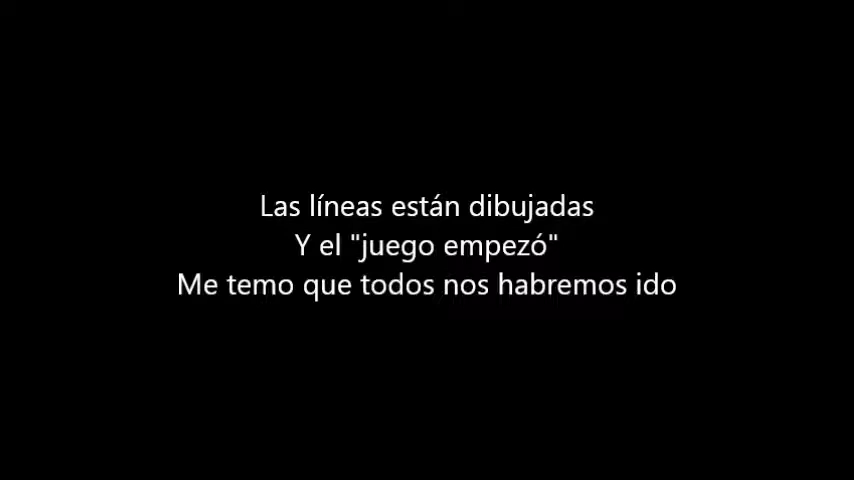 Las líneas están dibujadas
Y el "juego empezó"
Me temo que todos nos habremos ido